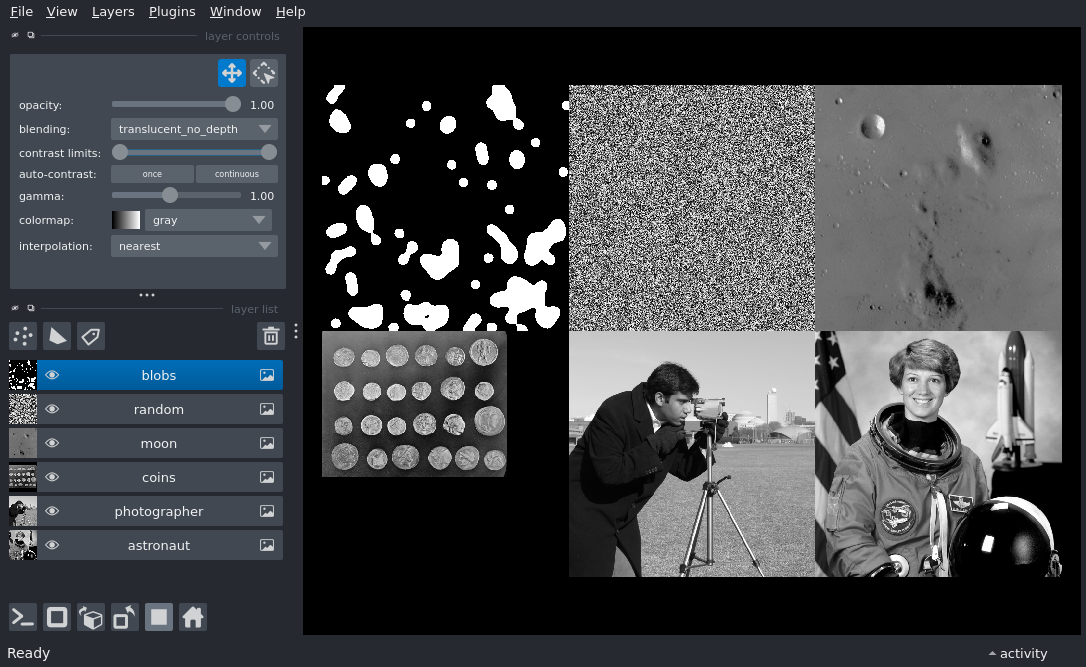 File View Layers Plugins Window Help
layer controls
opacity: 1.00
blending: translucent_no_depth
contrast limits:
auto-contrast: once continuous
gamma: 1.00
colormap: gray
interpolation: nearest
layer list
blobs
random
moon
coins
photographer
astronaut
Ready activity